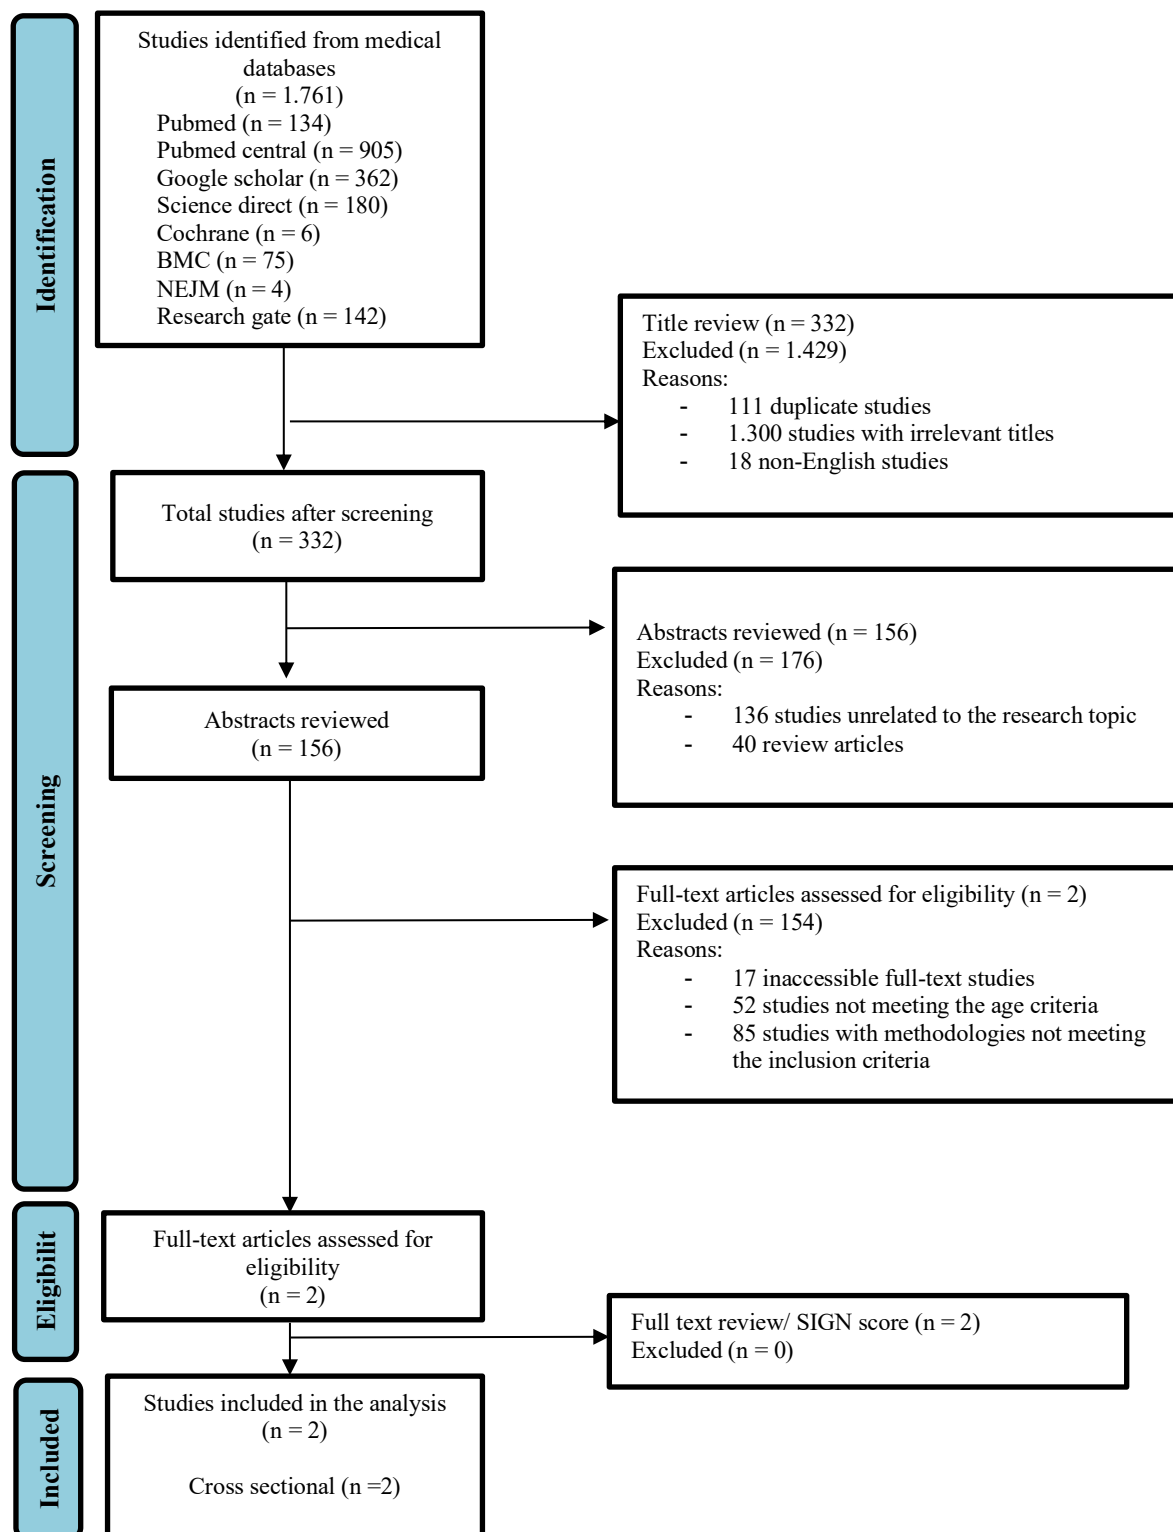 Identification
Studies identified from medical
databases
(n = 1.761)
Pubmed (n = 134)
Pubmed central (n = 905)
Google scholar (n = 362)
Science direct (n = 180)
Cochrane (n = 6)
BMC (n = 75)
NEJM (n = 4)
Research gate (n = 142)
Title review (n = 332)
Excluded (n = 1.429)
Reasons:
- 111 duplicate studies
- 1.300 studies with irrelevant titles
- 18 non-English studies
Screening
Total studies after screening
(n = 332)
Abstracts reviewed (n = 156)
Excluded (n = 176)
Reasons:
- 136 studies unrelated to the research topic
- 40 review articles
Abstracts reviewed
(n = 156)
Full-text articles assessed for eligibility (n = 2)
Excluded (n = 154)
Reasons:
- 17 inaccessible full-text studies
- 52 studies not meeting the age criteria
- 85 studies with methodologies not meeting
the inclusion criteria
Eligibilit
Full-text articles assessed for
eligibility
(n = 2)
Full text review/ SIGN score (n = 2)
Excluded (n = 0)
Included
Studies included in the analysis
(n = 2)
Cross sectional (n =2)